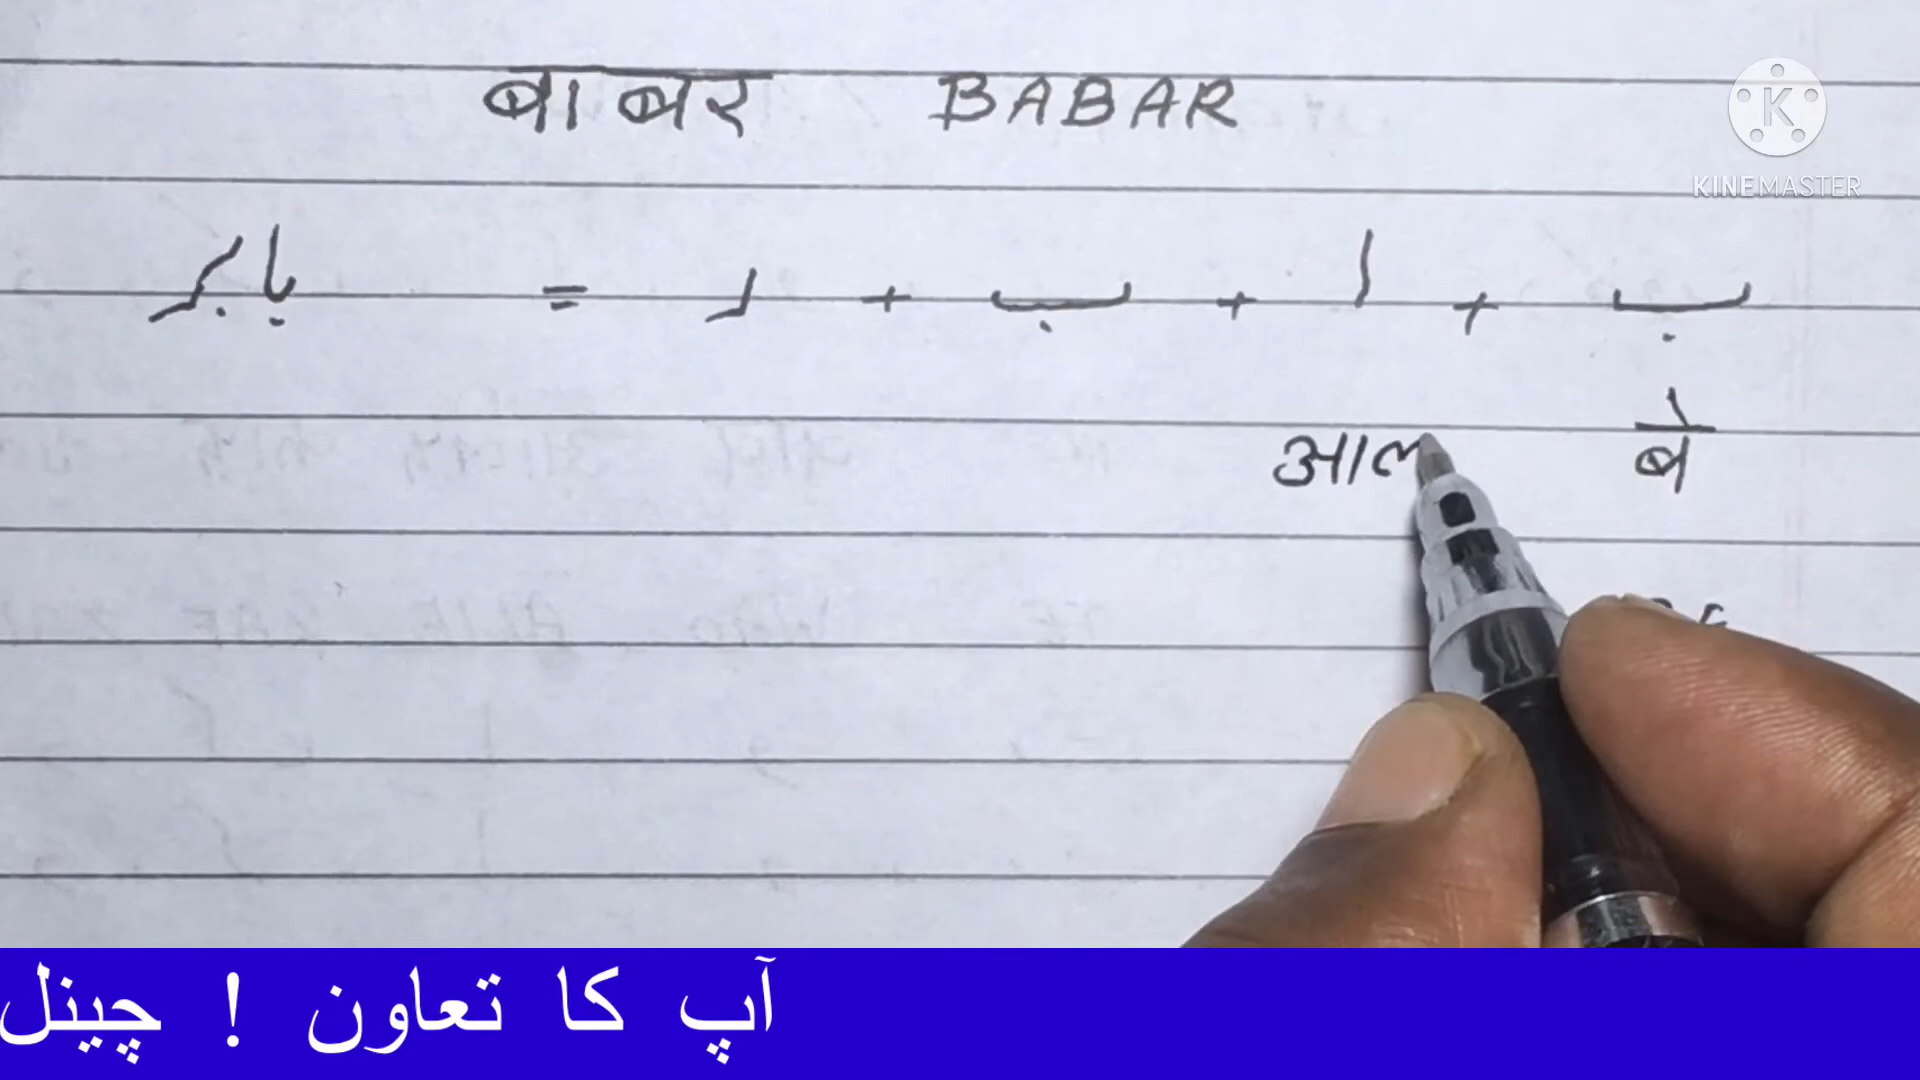 बाबर BABAR
ب + ا + ب + ر = بابر
बे आल
KINEMASTER
آپ کا تعاون ! چینل